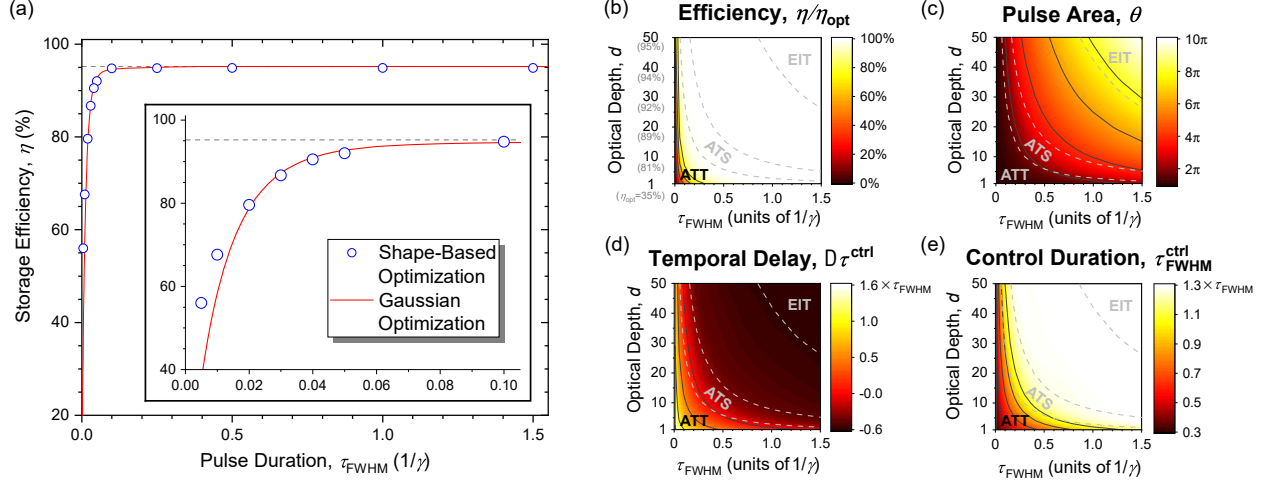 (a)
Storage Efficiency, η (%)
100
80
60
40
20
0.0
0.5
1.0
1.5
Pulse Duration, τFWHM (1/γ)
100
90
80
70
60
50
40
0.00
0.02
0.04
0.06
0.08
0.10
Shape-Based
Optimization
Gaussian
Optimization
(b)
Efficiency, η/ηopt
Optical Depth, d
50
40
30
20
10
1
(95%)
(94%)
(92%)
(89%)
(81%)
(ηopt=35%)
EIT
ATS
ATT
0.0
0.5
1.0
1.5
τFWHM (units of 1/γ)
100%
80%
60%
40%
20%
0%
(c)
Pulse Area, θ
Optical Depth, d
50
40
30
20
10
1
EIT
ATS
ATT
0.0
0.5
1.0
1.5
τFWHM (units of 1/γ)
10π
8π
6π
4π
2π
(d)
Temporal Delay, D τctrl
Optical Depth, d
50
40
30
20
10
1
EIT
ATS
ATT
0.0
0.5
1.0
1.5
τFWHM (units of 1/γ)
1.6× τFWHM
1.0
0.5
-0.0
-0.6
(e)
Control Duration, τctrlFWHM
Optical Depth, d
50
40
30
20
10
1
EIT
ATS
ATT
0.0
0.5
1.0
1.5
τFWHM (units of 1/γ)
1.3× τFWHM
1.1
0.9
0.7
0.5
0.3